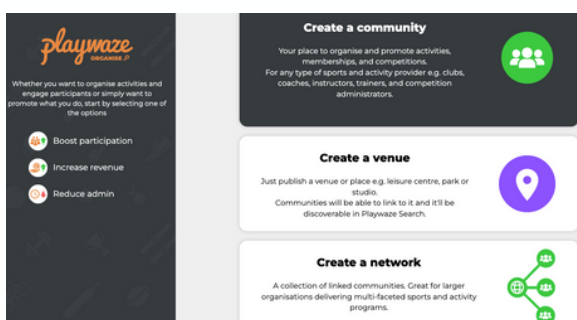 playwaze
ORGANISE
Whether you want to organise activities and
engage participants or simply want to
promote what you do, start by selecting one of
the options
Boost participation
Increase revenue
Reduce admin
Create a community
Your place to organise and promote activities,
memberships, and competitions.
For any type of sports and activity provider e.g. clubs,
coaches, instructors, trainers, and competition
administrators.
Create a venue
Just publish a venue or place e.g. leisure centre, park or
studio.
Communities will be able to link to it and it'll be
discoverable in Playwaze Search.
Create a network
A collection of linked communities. Great for larger
organisations delivering multi-faceted sports and activity
programs.